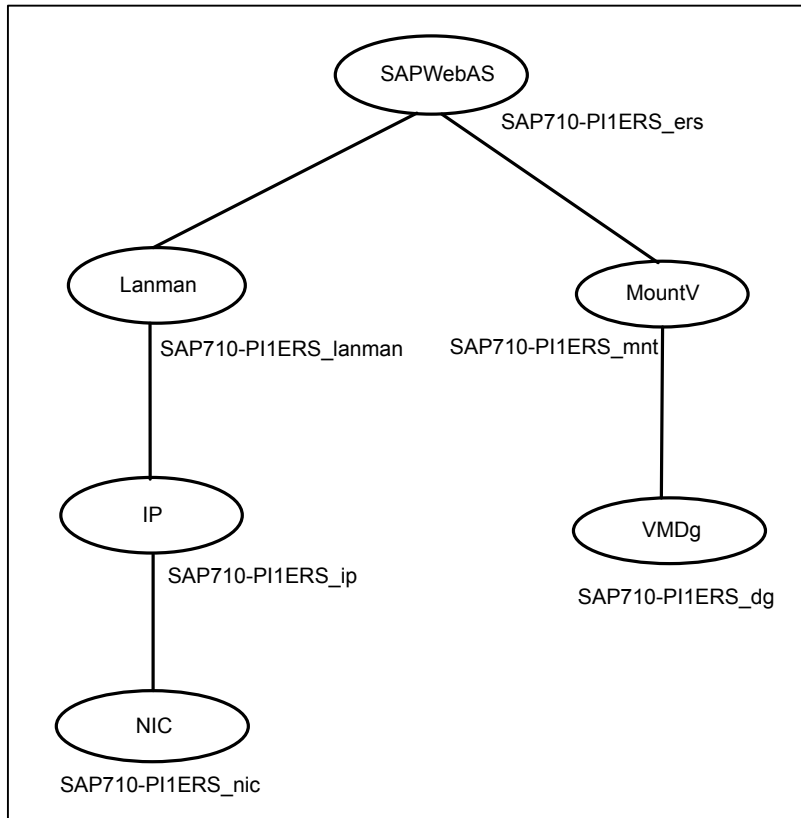 SAPWebAS
SAP710-PI1ERS_ers
Lanman
MountV
SAP710-PI1ERS_lanman
SAP710-PI1ERS_mnt
IP
VMDg
SAP710-PI1ERS_ip
SAP710-PI1ERS_dg
NIC
SAP710-PI1ERS_nic